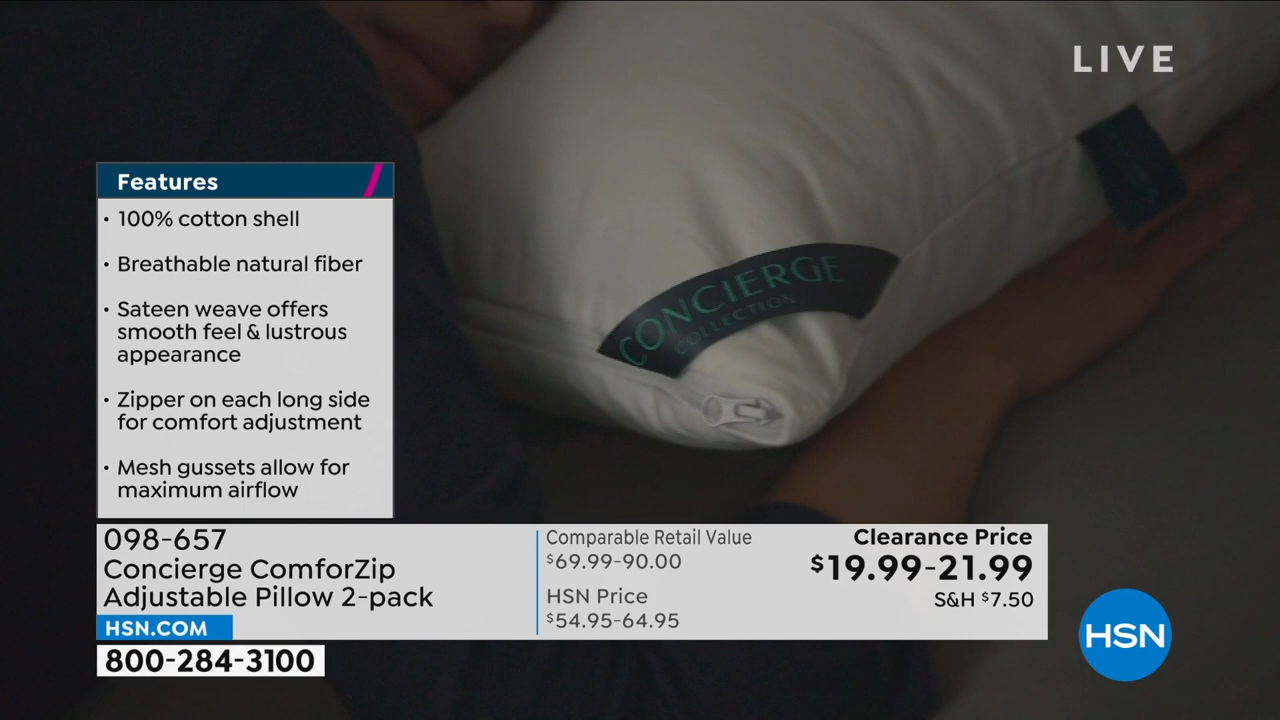 LIVE
Features
• 100% cotton shell
• Breathable natural fiber
• Sateen weave offers
smooth feel & lustrous
appearance
• Zipper on each long side
for comfort adjustment
• Mesh gussets allow for
maximum airflow
CONCIERGE
COLLECTION
098-657
Concierge ComforZip
Adjustable Pillow 2-pack
HSN.COM
800-284-3100
Comparable Retail Value
$69.99-90.00
HSN Price
$54.95-64.95
Clearance Price
$19.99-21.99
S&H $7.50
HSN